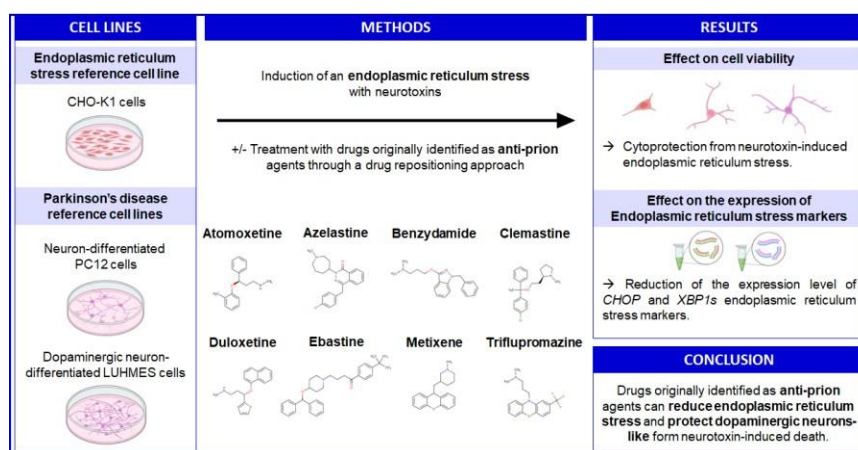 CELL LINES
Endoplasmic reticulum
stress reference cell line
CHO-K1 cells
Parkinson's disease
reference cell lines
Neuron-differentiated
PC12 cells
Dopaminergic neuron-
differentiated LUHMES cells
METHODS
Induction of an endoplasmic reticulum stress
with neurotoxins
+/- Treatment with drugs originally identified as anti-prion
agents through a drug repositioning approach
Atomoxetine Azelastine Benzydamide Clemastine
Duloxetine Ebastine Metixene Triflupromazine
RESULTS
Effect on cell viability
→ Cytoprotection from neurotoxin-induced
endoplasmic reticulum stress.
Effect on the expression of
Endoplasmic reticulum stress markers
→ Reduction of the expression level of
CHOP and XBP1s endoplasmic reticulum
stress markers.
CONCLUSION
Drugs originally identified as anti-prion
agents can reduce endoplasmic reticulum
stress and protect dopaminergic neurons-
like form neurotoxin-induced death.